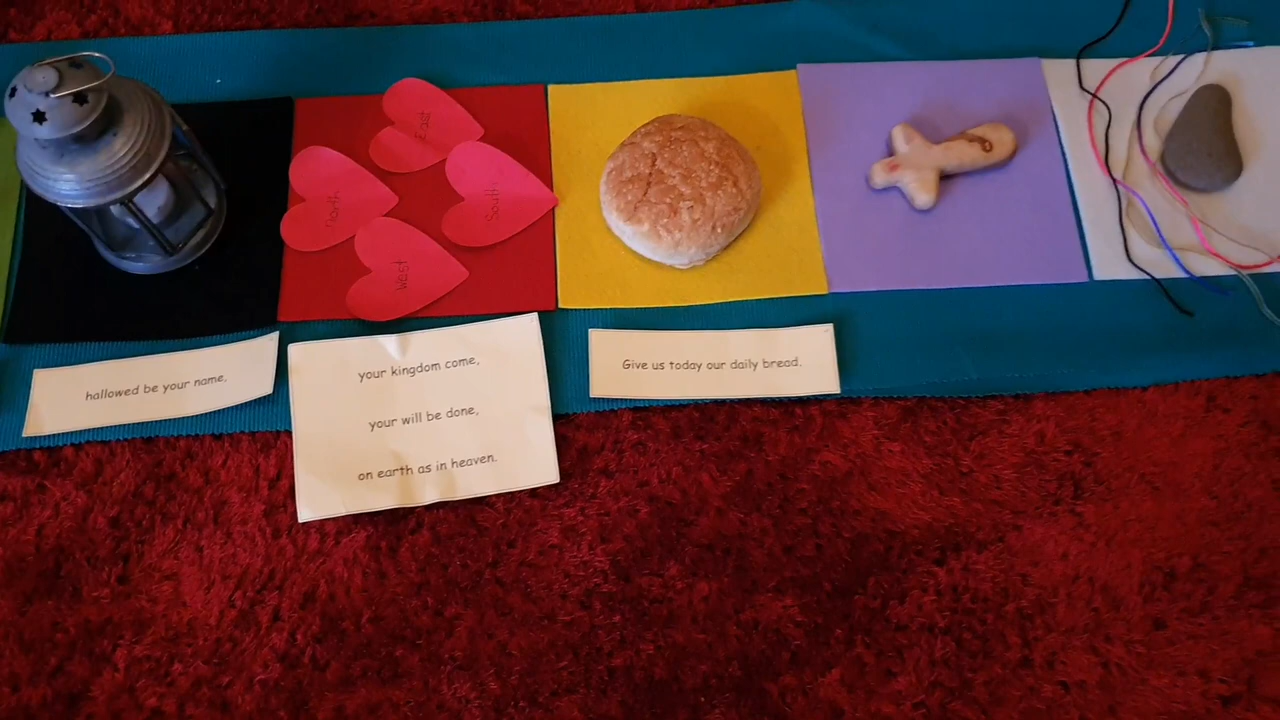 East
North
South
West
hallowed be your name,
your kingdom come,
your will be done,
on earth as in heaven.
Give us today our daily bread.